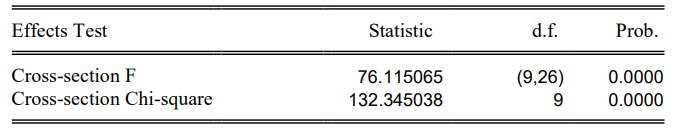 Effects Test Statistic d.f. Prob.
Cross-section F 76.115065 (9,26) 0.0000
Cross-section Chi-square 132.345038 9 0.0000